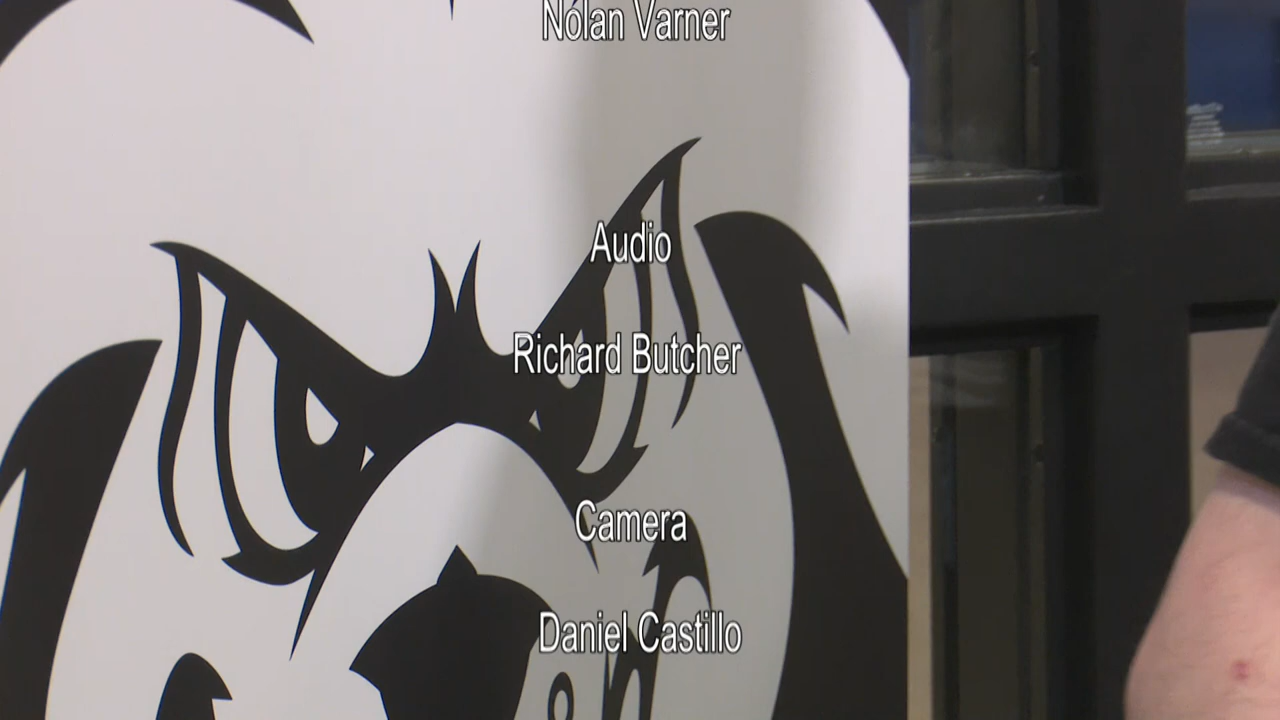 Nolan Varner
Audio
Richard Butcher
Camera
Daniel Castillo